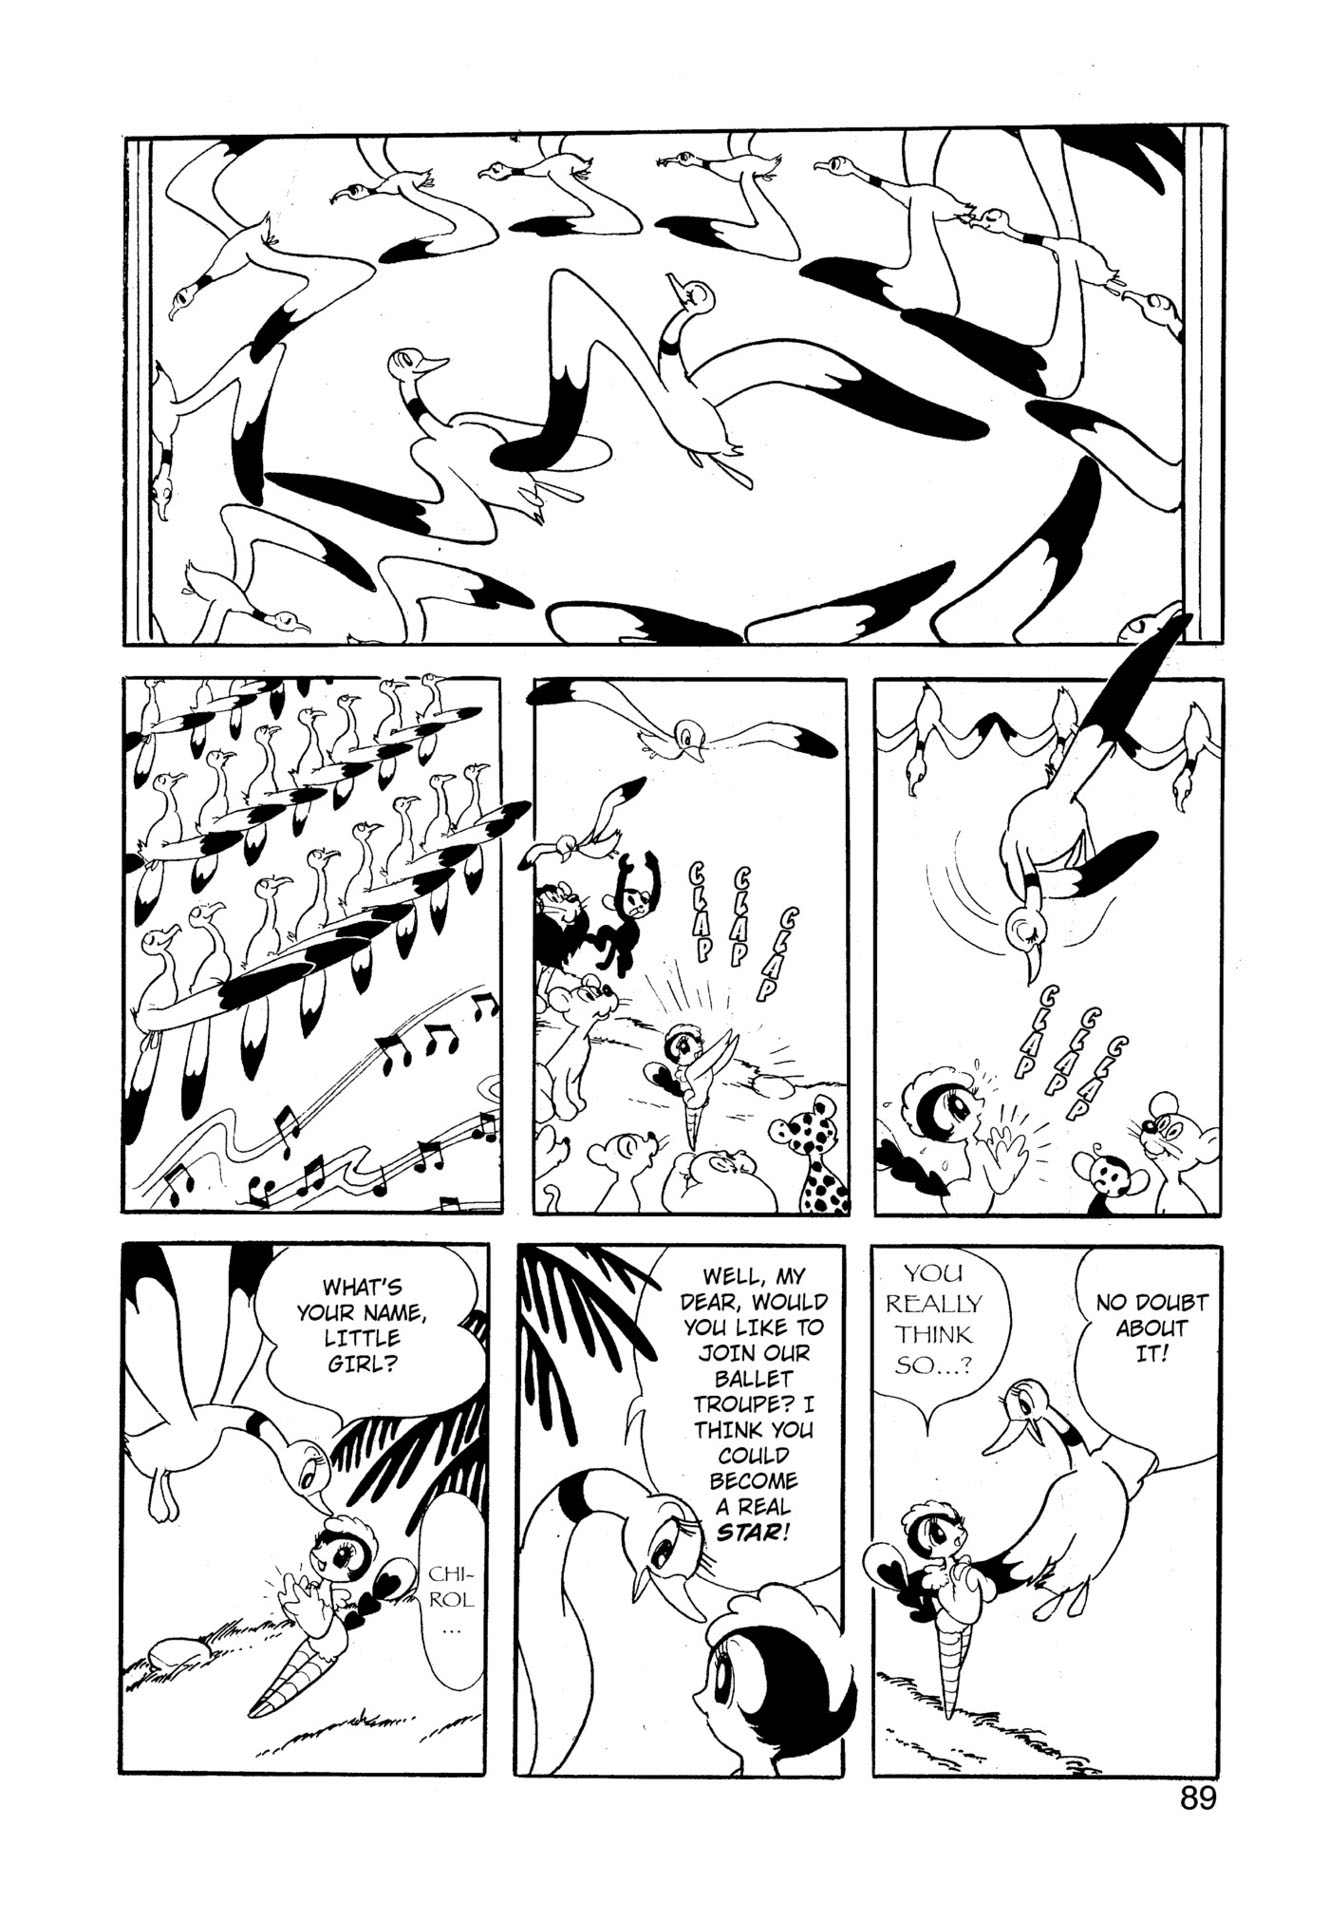 CLAP
CLAP
CLAP
CLAP
CLAP
CLAP
WHAT'S
YOUR NAME,
LITTLE
GIRL?
CHI-
ROL
...
WELL, MY
DEAR, WOULD
YOU LIKE TO
JOIN OUR
BALLET
TROUPE? I
THINK YOU
COULD
BECOME
A REAL
STAR!
YOU
REALLY
THINK
SO...?
NO DOUBT
ABOUT
IT!
89